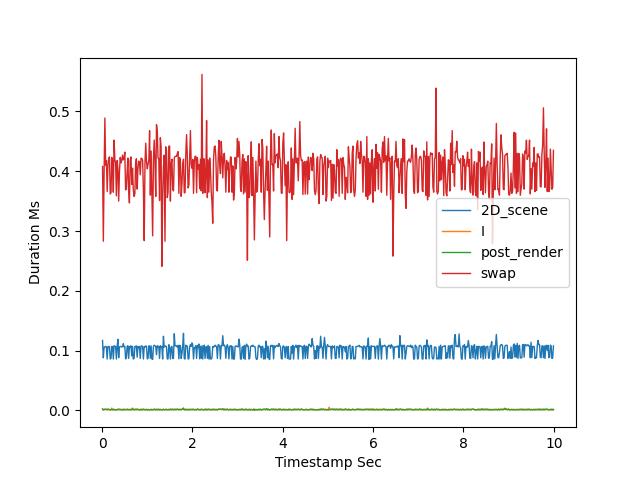 0.5
0.4
0.3
0.2
0.1
0.0
Duration Ms
2D_scene
I
post_render
swap
0
2
4
6
8
10
Timestamp Sec